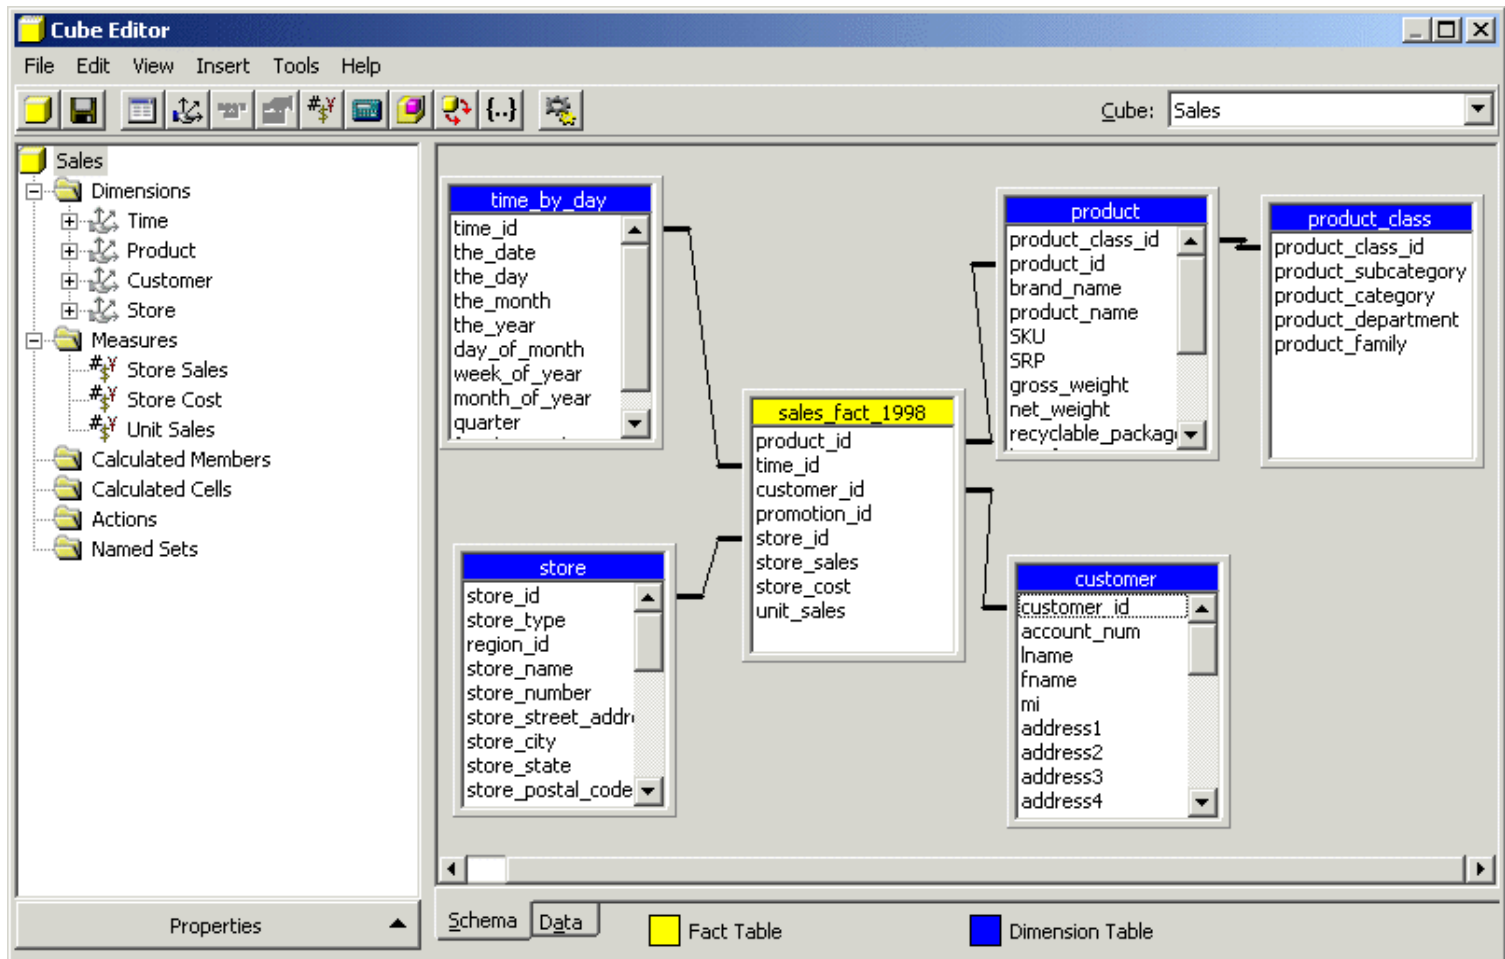 Cube Editor
File Edit View Insert Tools Help
Cube: Sales
Sales
Dimensions
Time
Product
Customer
Store
Measures
Store Sales
Store Cost
Unit Sales
Calculated Members
Calculated Cells
Actions
Named Sets
Properties
time_by_day
time_id
the_date
the_day
the_month
the_year
day_of_month
week_of_year
month_of_year
quarter
store
store_id
store_type
region_id
store_name
store_number
store_street_addr
store_city
store_state
store_postal_code
sales_fact_1998
product_id
time_id
customer_id
promotion_id
store_id
store_sales
store_cost
unit_sales
product
product_class_id
product_id
brand_name
product_name
SKU
SRP
gross_weight
net_weight
recyclable_packag
product_class
product_class_id
product_subcategory
product_category
product_department
product_family
customer
customer_id
account_num
lname
fname
mi
address1
address2
address3
address4
Schema Data
Fact Table
Dimension Table